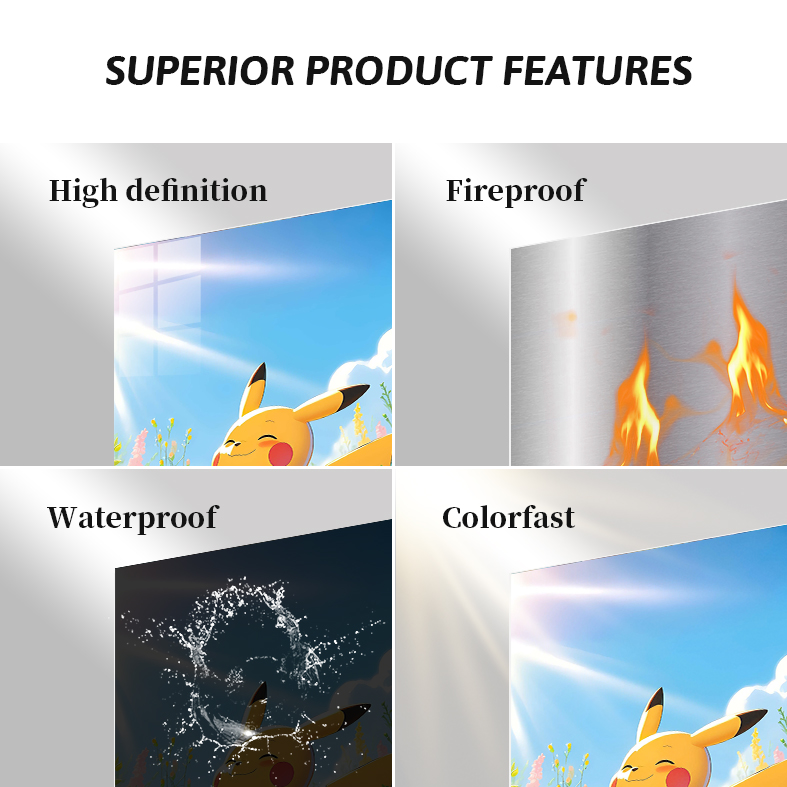 SUPERIOR PRODUCT FEATURES
High definition
Fireproof
Waterproof
Colorfast